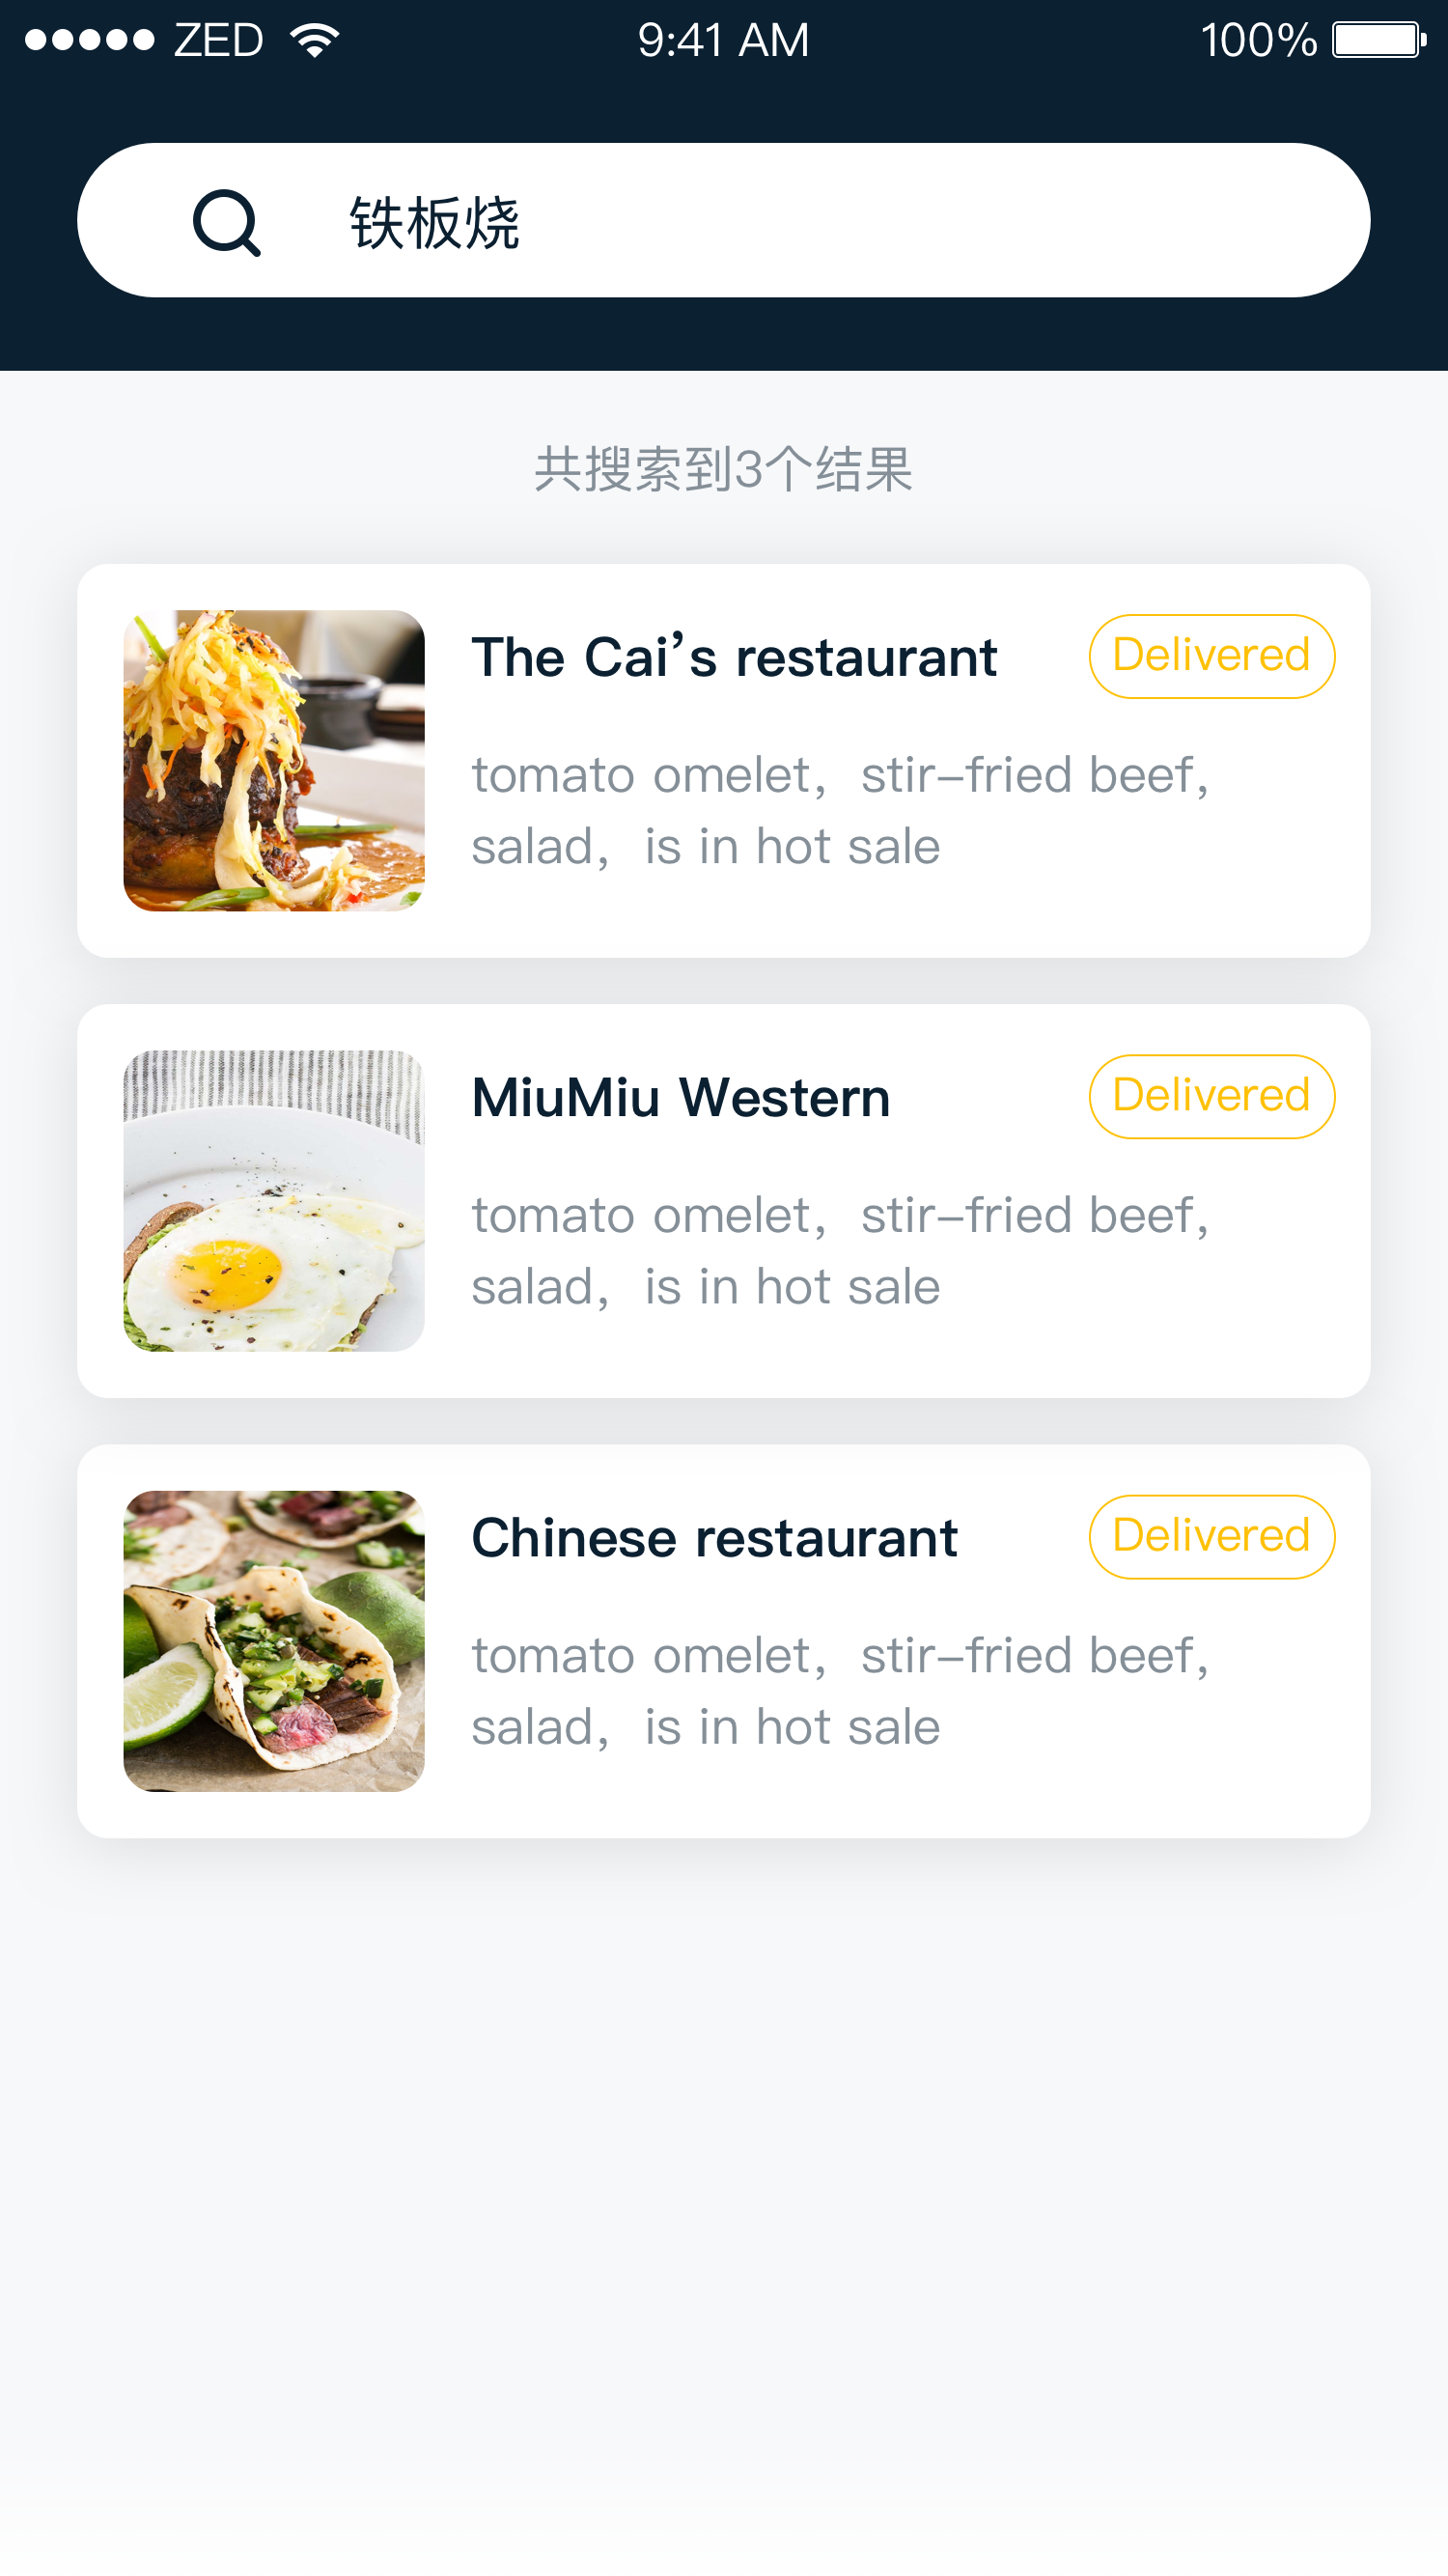 ZED
9:41 AM
100%
铁板烧
共搜索到3个结果
The Cai’s restaurant
Delivered
tomato omelet，stir-fried beef，
salad，is in hot sale
MiuMiu Western
Delivered
tomato omelet，stir-fried beef，
salad，is in hot sale
Chinese restaurant
Delivered
tomato omelet，stir-fried beef，
salad，is in hot sale